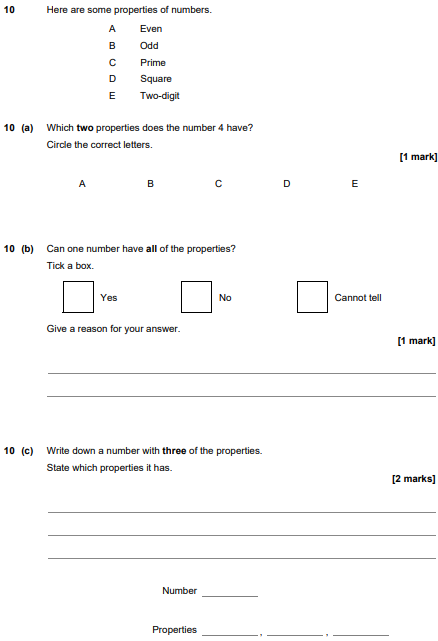 10 Here are some properties of numbers.
A Even
B Odd
C Prime
D Square
E Two-digit
10 (a) Which two properties does the number 4 have?
Circle the correct letters.
[1 mark]
A B C D E
10 (b) Can one number have all of the properties?
Tick a box.
Yes No Cannot tell
Give a reason for your answer.
[1 mark]
10 (c) Write down a number with three of the properties.
State which properties it has.
[2 marks]
Number
Properties , ,